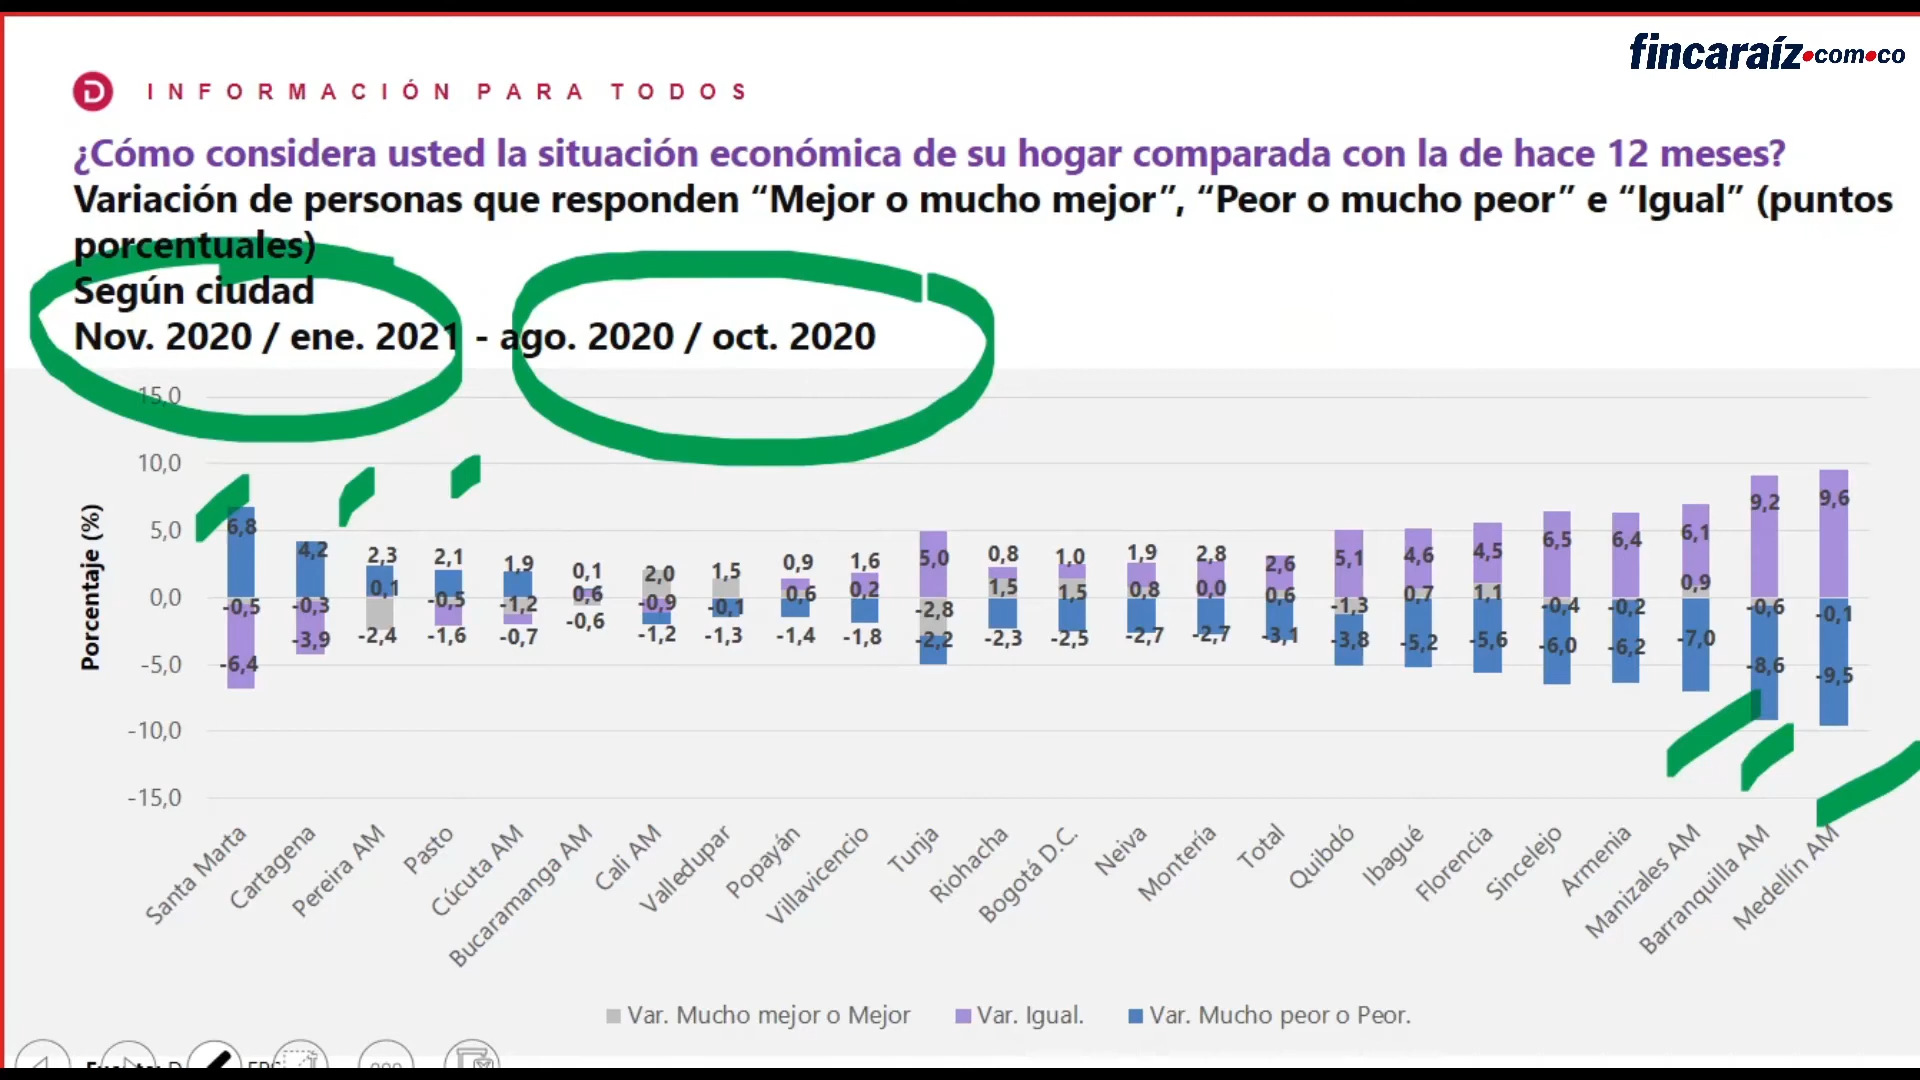 fincaraíz.com.co
INFORMACIÓN PARA TODOS
¿Cómo considera usted la situación económica de su hogar comparada con la de hace 12 meses?
Variación de personas que responden “Mejor o mucho mejor”, “Peor o mucho peor” e “Igual” (puntos
porcentuales)
Según ciudad
Nov. 2020 / ene. 2021 - ago. 2020 / oct. 2020
Porcentaje (%)
15,0
10,0
5,0
0,0
-5,0
-10,0
-15,0
6,8 -0,5 -6,4
4,2 -0,3 -3,9
2,3 0,1 -2,4
2,1 -0,5 -1,6
1,9 -1,2 -0,7
0,1 0,6 -0,6
2,0 -0,9 -1,2
1,5 -0,1 -1,3
0,9 0,6 -1,4
1,6 0,2 -1,8
5,0 -2,8 -2,2
0,8 1,5 -2,3
1,0 1,5 -2,5
1,9 0,8 -2,7
2,8 0,0 -2,7
2,6 0,6 -3,1
5,1 -1,3 -3,8
4,6 0,7 -5,2
4,5 1,1 -5,6
6,5 -0,4 -6,0
6,4 -0,2 -6,2
6,1 0,9 -7,0
9,2 -0,6 -8,6
9,6 -0,1 -9,5
Santa Marta
Cartagena
Pereira AM
Pasto
Cúcuta AM
Bucaramanga AM
Cali AM
Valledupar
Popayán
Villavicencio
Tunja
Riohacha
Bogotá D.C.
Neiva
Montería
Total
Quibdó
Ibagué
Florencia
Sincelejo
Armenia
Manizales AM
Barranquilla AM
Medellín AM
Var. Mucho mejor o Mejor
Var. Igual.
Var. Mucho peor o Peor.